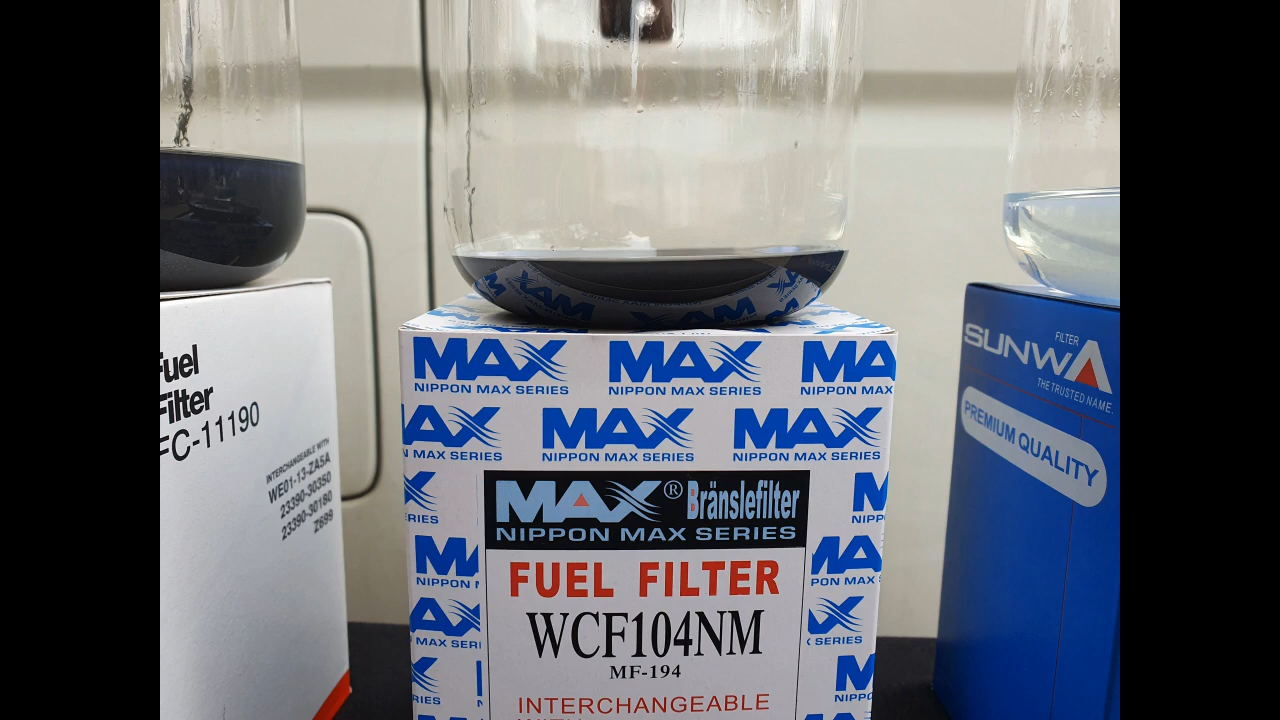 Fuel
Filter
FC-11190
INTERCHANGEABLE WITH
WE01-13-ZA5A
23390-30350
23390-30180
Z699
MAX MAX MAX
NIPPON MAX SERIES NIPPON MAX SERIES NIPPON MAX
MAX MAX MAX
MAX SERIES NIPPON MAX SERIES NIPPON MAX SERIES
MAX® Bränslefilter
NIPPON MAX SERIES
FUEL FILTER
WCF104NM
MF-194
INTERCHANGEABLE
FILTER
SUNWA
THE TRUSTED NAME.
PREMIUM QUALITY